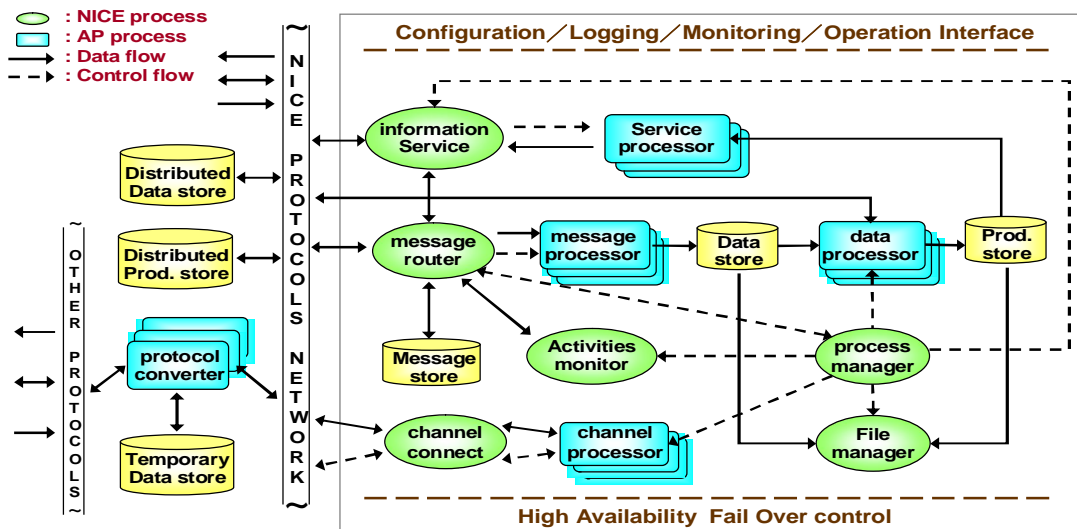 : NICE process
: AP process
: Data flow
: Control flow
~
NICE PROTOCOLS NETWORK
~
Configuration／Logging／Monitoring／Operation Interface
information
Service
Service
processor
Distributed
Data store
Distributed
Prod. store
message
router
message
processor
Data
store
data
processor
Prod.
store
~
OTHER PROTOCOLS
~
protocol
converter
Message
store
Activities
monitor
process
manager
Temporary
Data store
channel
connect
channel
processor
File
manager
High Availability Fail Over control